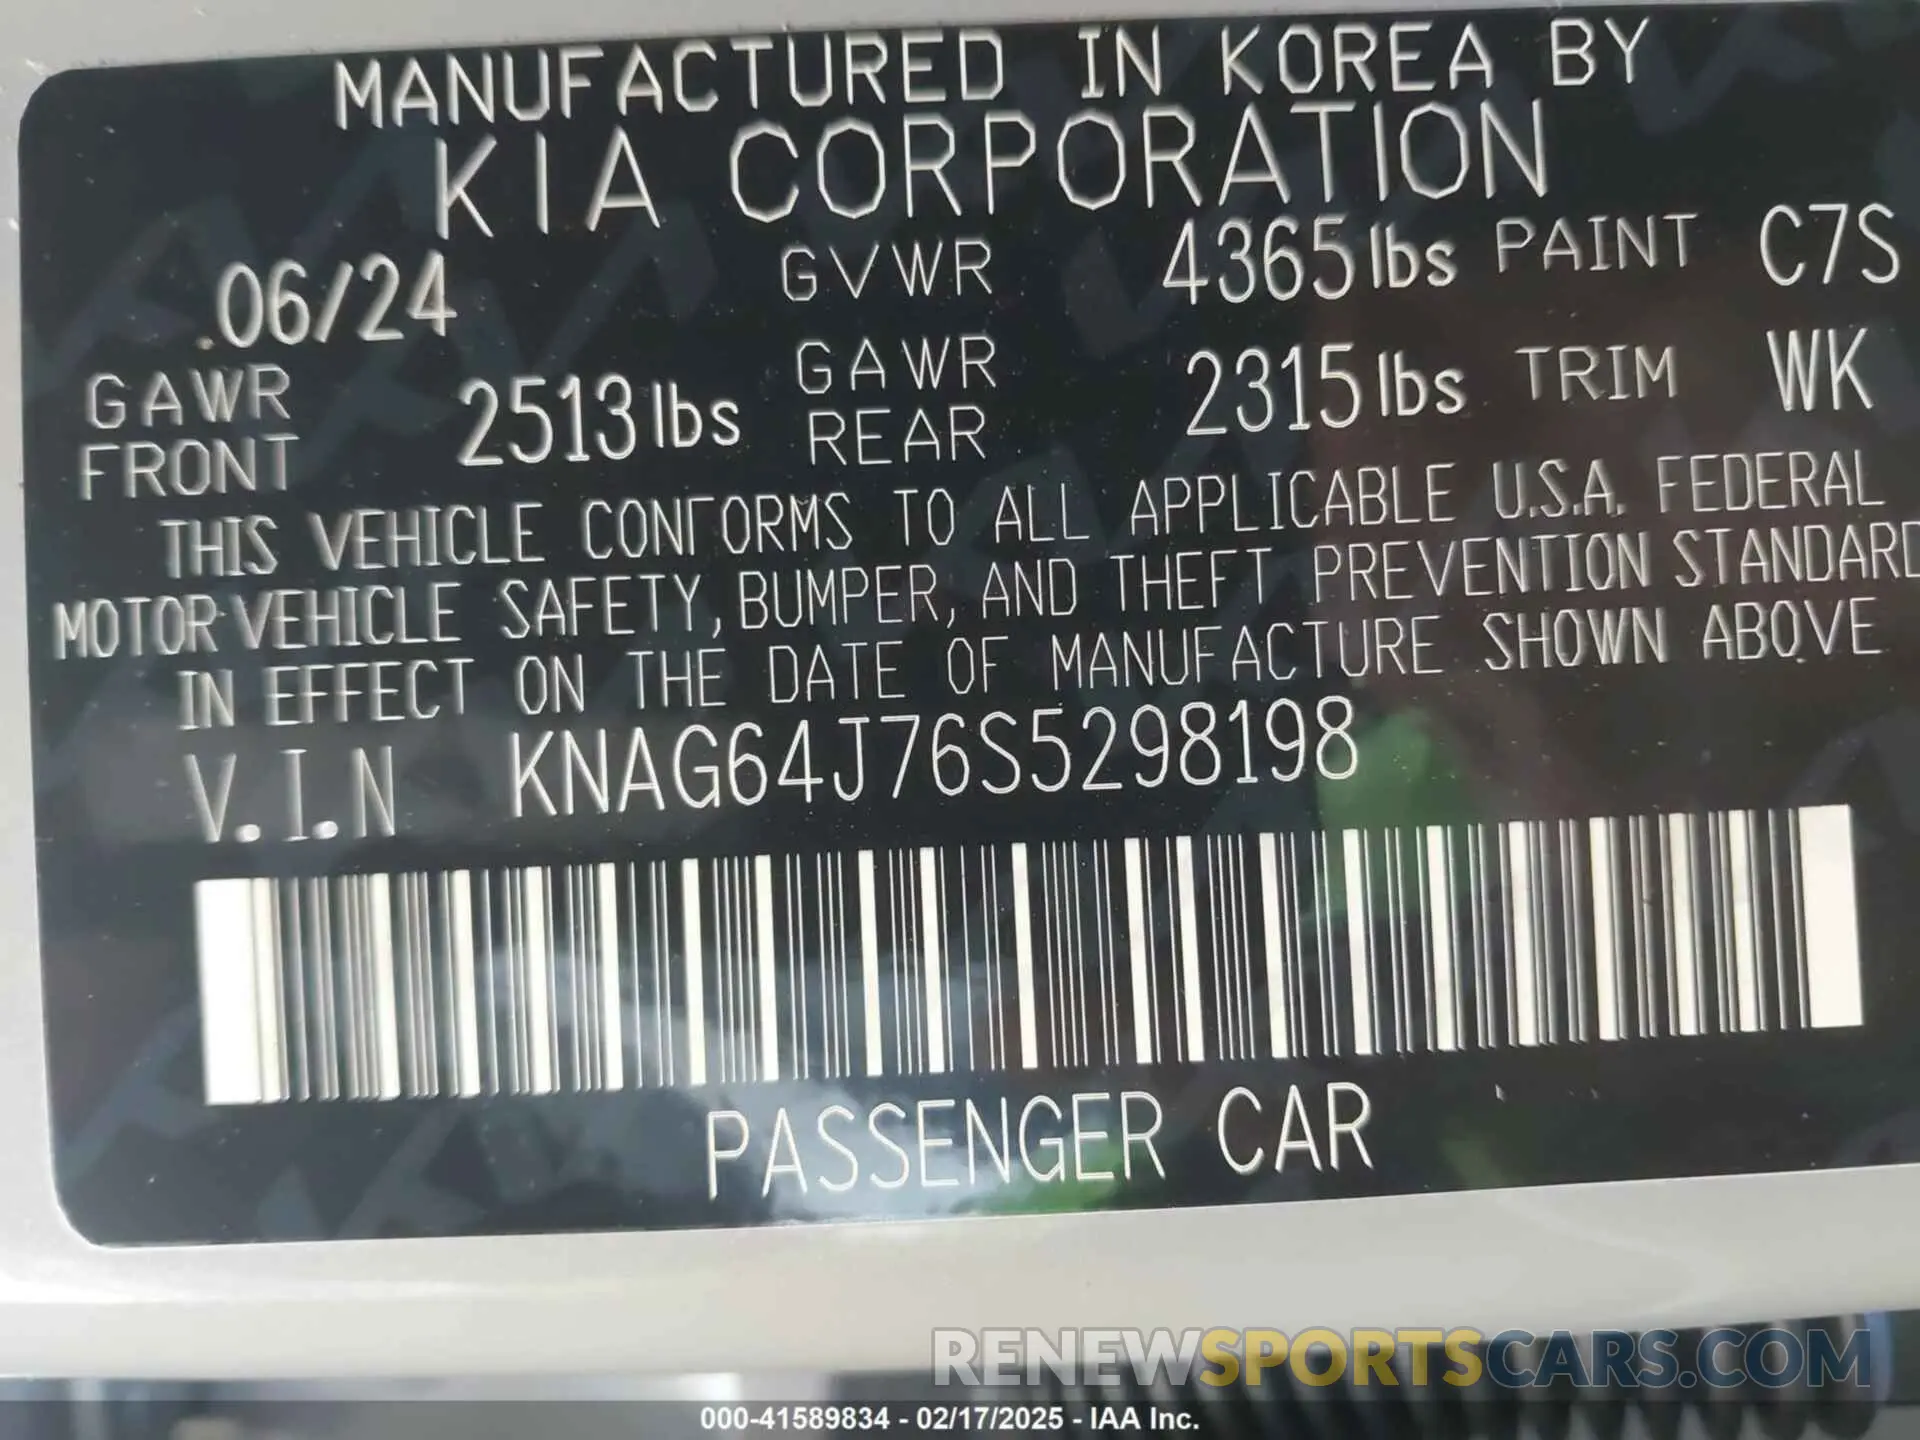 MANUFACTURED IN KOREA BY
KIA CORPORATION
06/24 GVWR 4365 lbs PAINT C7S
GAWR FRONT 2513 lbs GAWR REAR 2315 lbs TRIM WK
THIS VEHICLE CONFORMS TO ALL APPLICABLE U.S.A. FEDERAL
MOTOR VEHICLE SAFETY, BUMPER, AND THEFT PREVENTION STANDARD
IN EFFECT ON THE DATE OF MANUFACTURE SHOWN ABOVE
V.I.N KNAG64J76S5298198
PASSENGER CAR
RENEWSPORTSCARS.COM
000-41589834 - 02/17/2025 - IAA Inc.